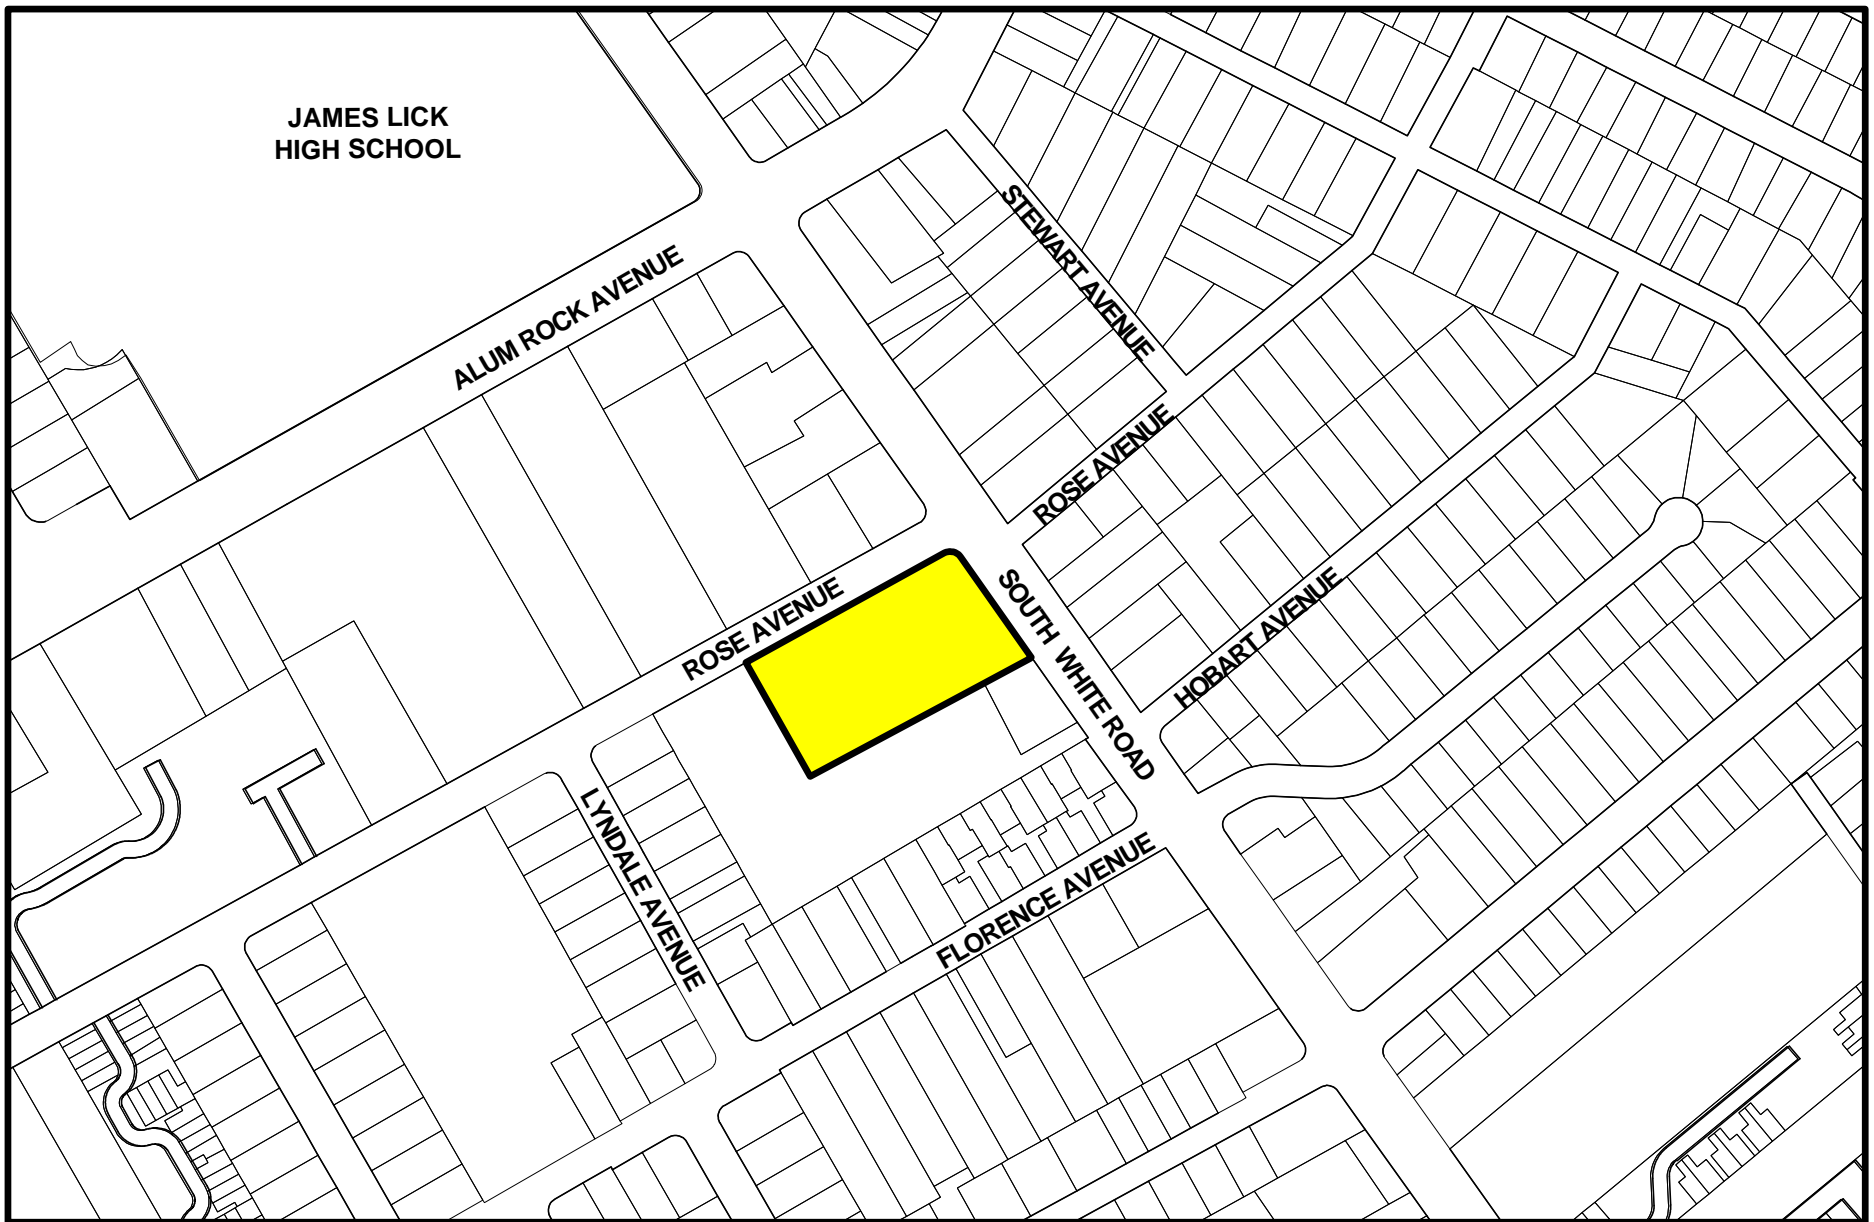 JAMES LICK
HIGH SCHOOL
STEWART AVENUE
ALUM ROCK AVENUE
ROSE AVENUE
ROSE AVENUE
SOUTH WHITE ROAD
HOBART AVENUE
LYNDALE AVENUE
FLORENCE AVENUE